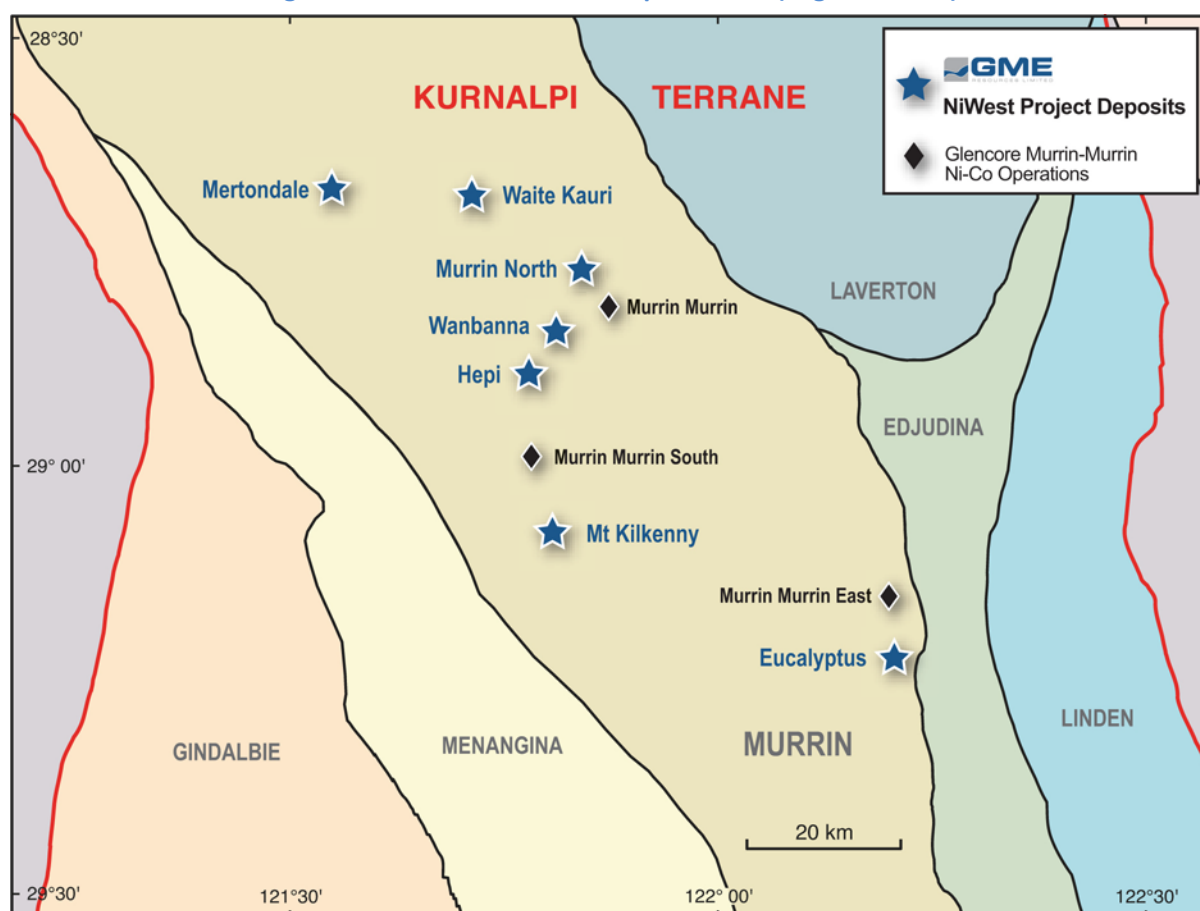 28°30'
KURNALPI TERRANE
GME
NiWest Project Deposits
Glencore Murrin-Murrin
Ni-Co Operations
Mertondale
Waite Kauri
Murrin North
Murrin Murrin
LAVERTON
Wanbanna
Hepi
EDJUDINA
29° 00'
Murrin Murrin South
Mt Kilkenny
Murrin Murrin East
Eucalyptus
LINDEN
GINDALBIE
MENANGINA
MURRIN
20 km
29°30'
121°30'
122° 00'
122°30'